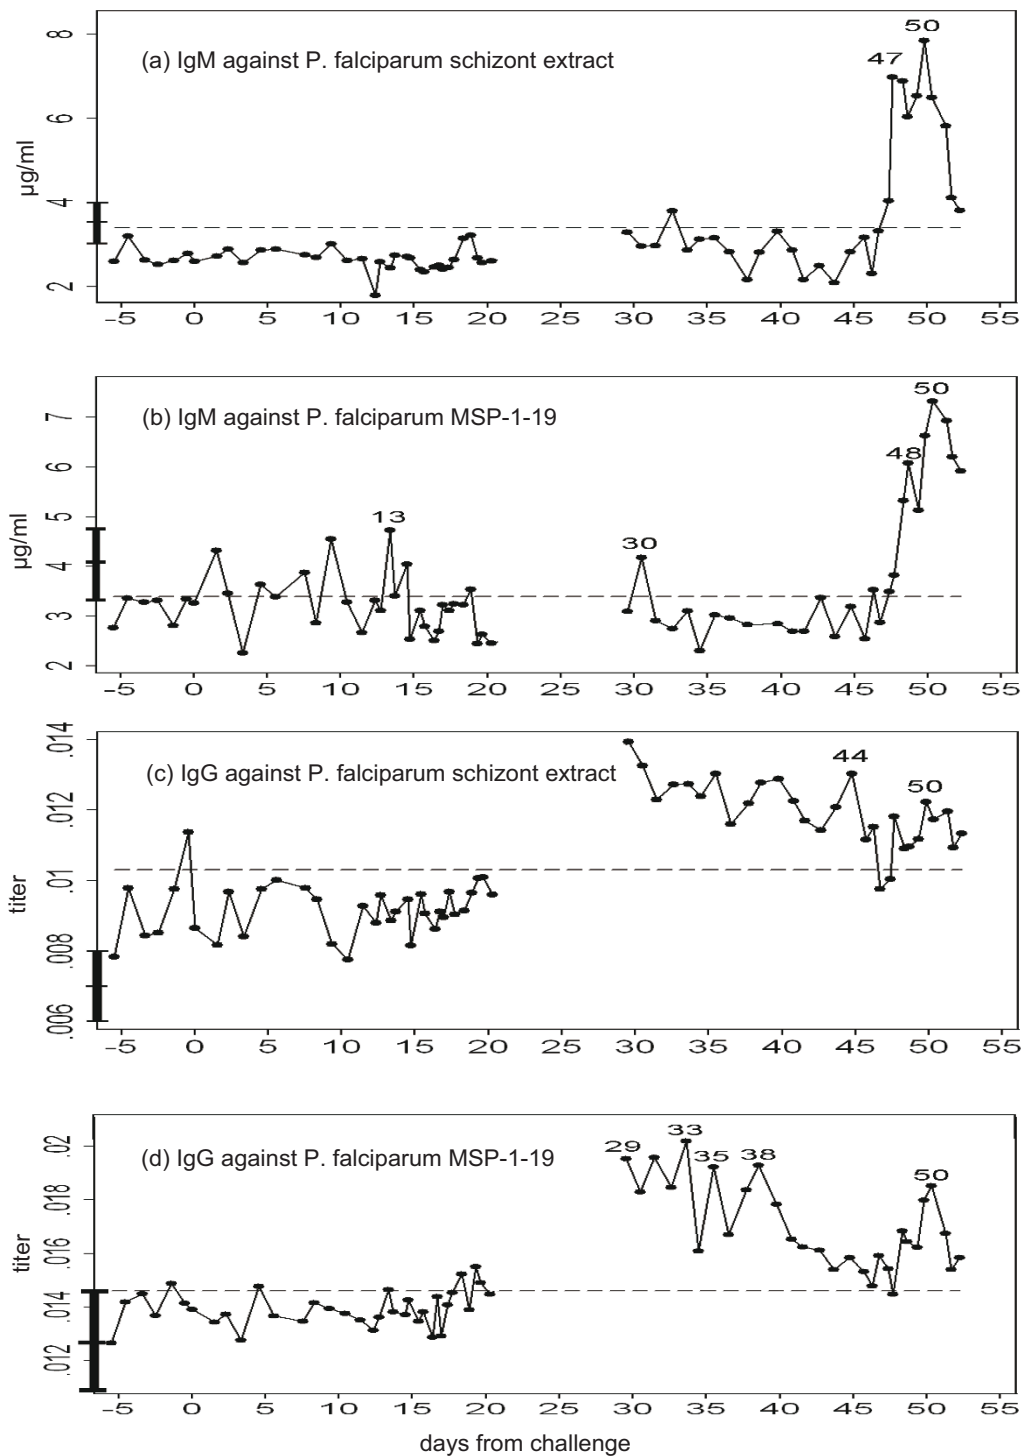 (a) IgM against P. falciparum schizont extract
47
50
µg/ml
8
6
4
2
-5 0 5 10 15 20 25 30 35 40 45 50 55
(b) IgM against P. falciparum MSP-1-19
13
30
48
50
µg/ml
7
6
5
4
3
2
-5 0 5 10 15 20 25 30 35 40 45 50 55
(c) IgG against P. falciparum schizont extract
44
50
titer
.014
.012
.01
.008
.006
-5 0 5 10 15 20 25 30 35 40 45 50 55
(d) IgG against P. falciparum MSP-1-19
29
33
35
38
50
titer
.02
.018
.016
.014
.012
-5 0 5 10 15 20 25 30 35 40 45 50 55
days from challenge